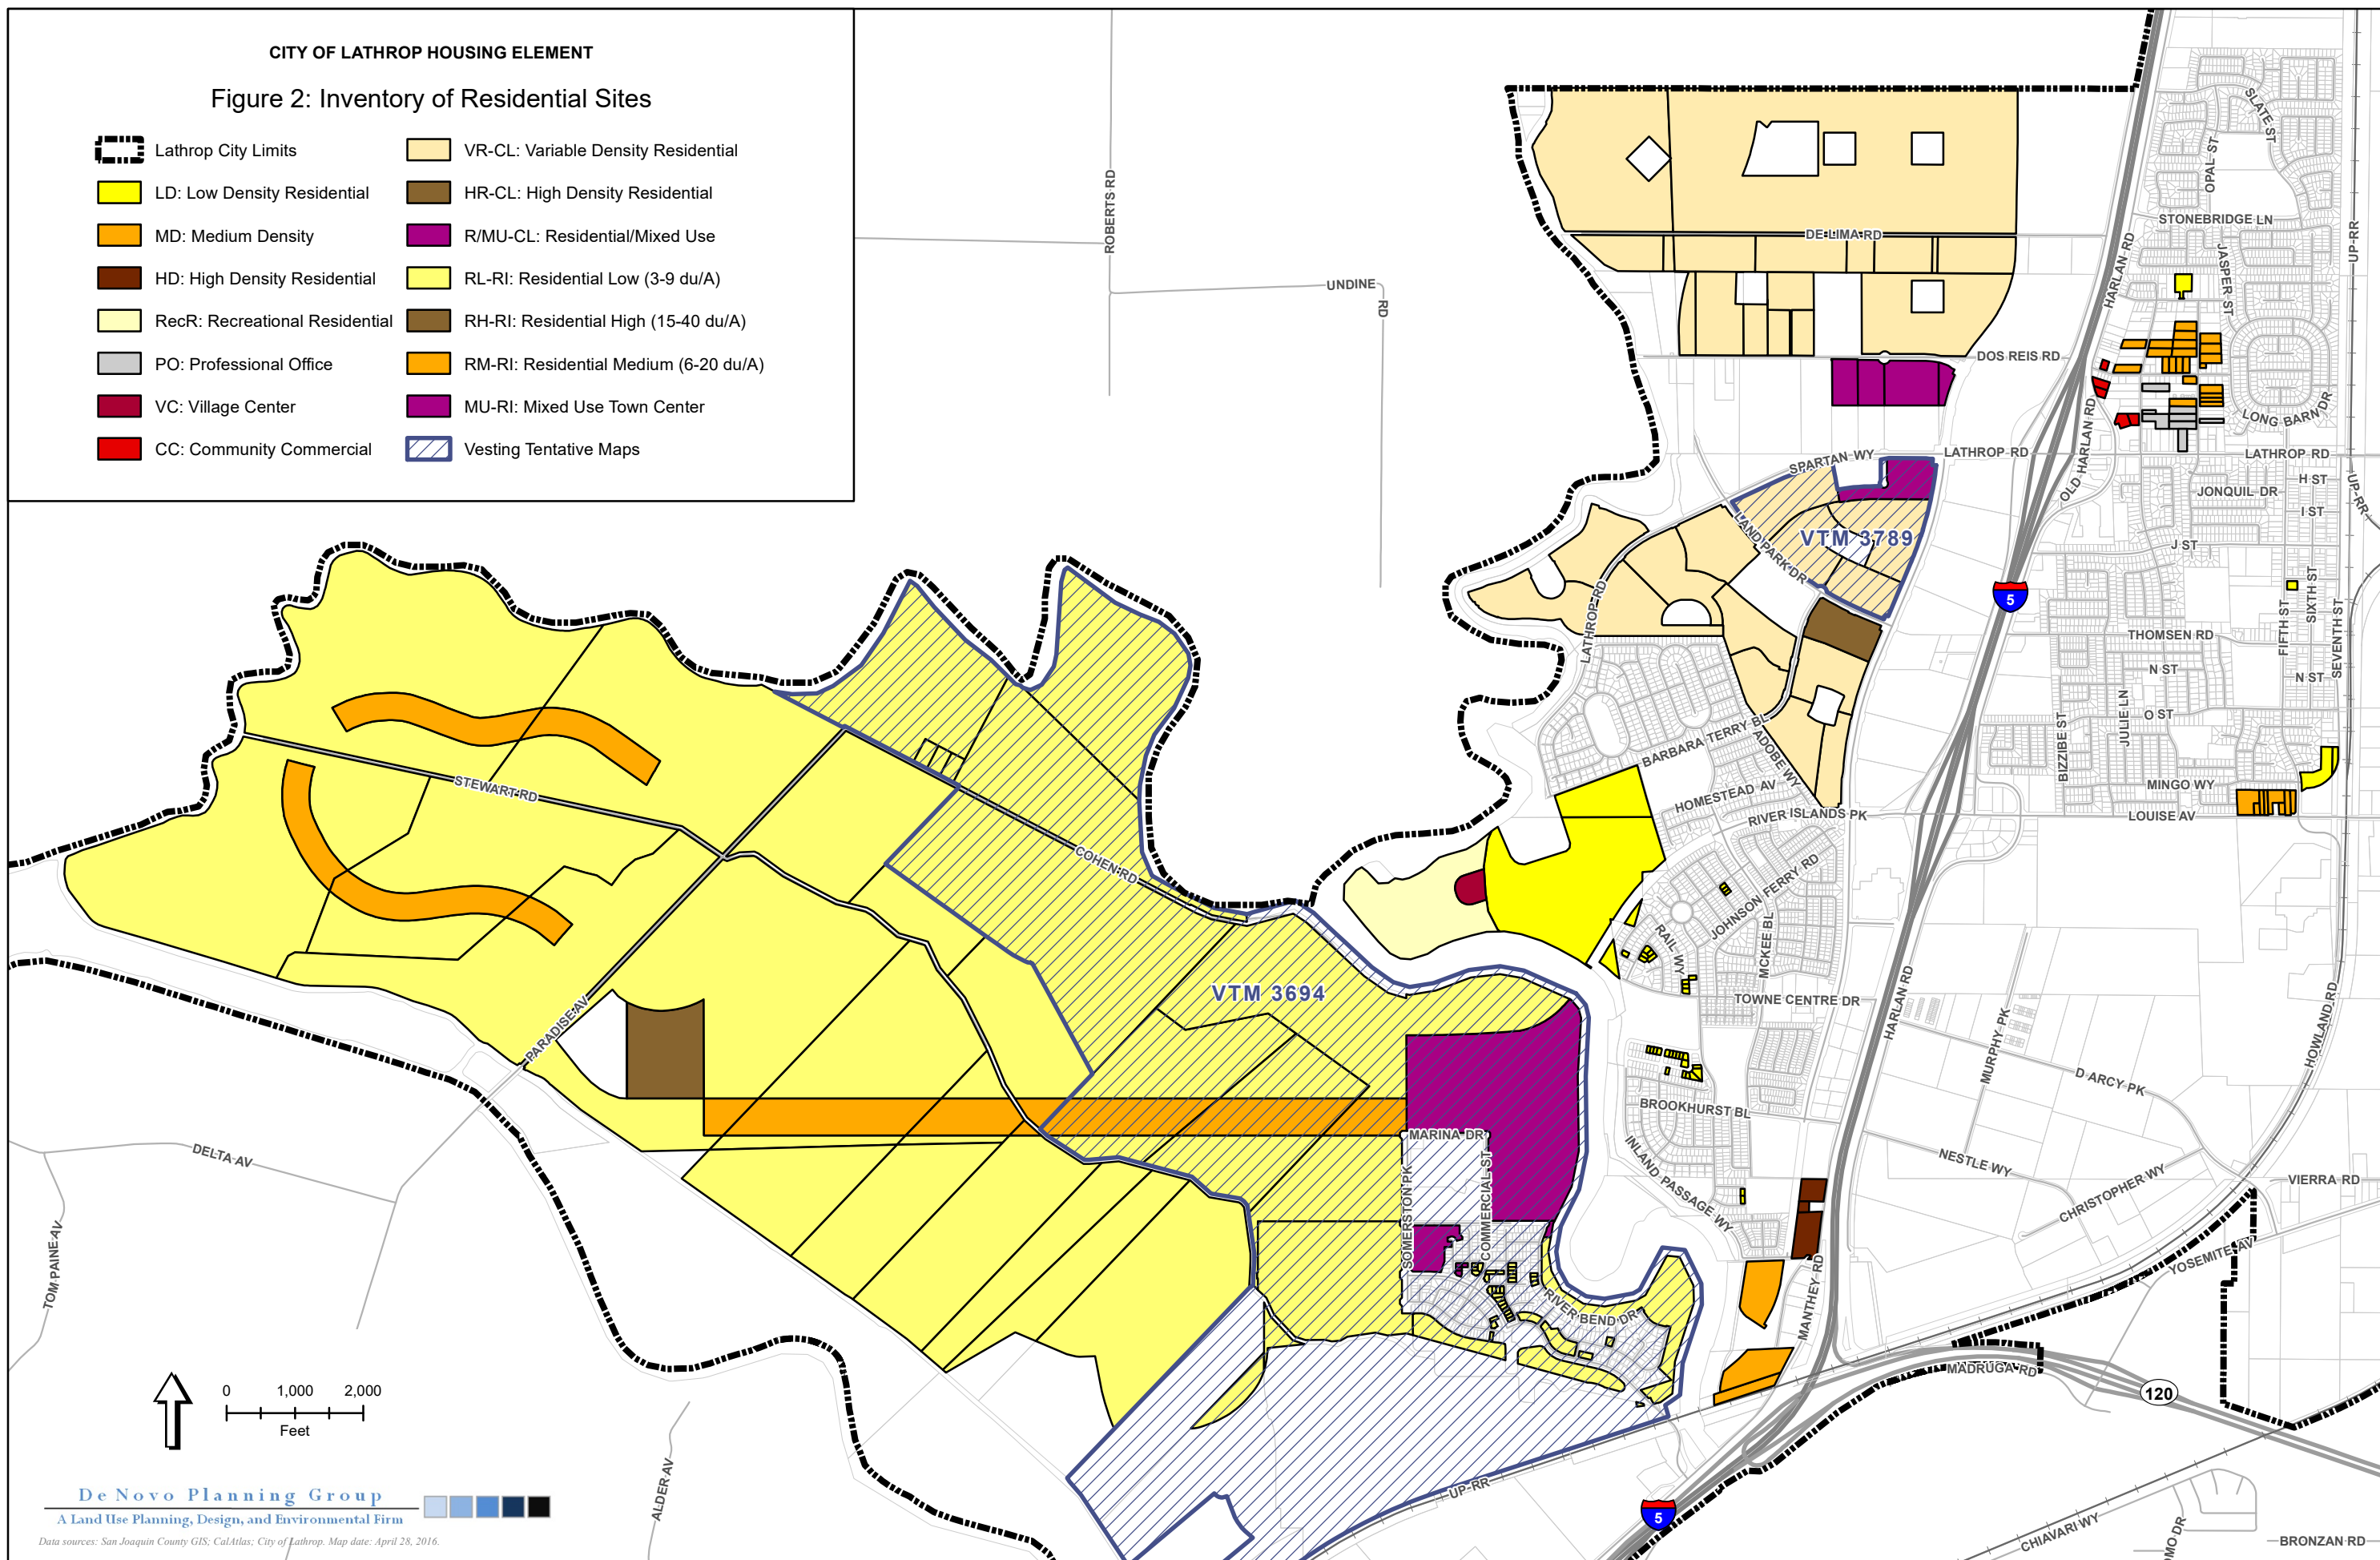 CITY OF LATHROP HOUSING ELEMENT
Figure 2: Inventory of Residential Sites
Lathrop City Limits
LD: Low Density Residential
MD: Medium Density
HD: High Density Residential
RecR: Recreational Residential
PO: Professional Office
VC: Village Center
CC: Community Commercial
VR-CL: Variable Density Residential
HR-CL: High Density Residential
R/MU-CL: Residential/Mixed Use
RL-RI: Residential Low (3-9 du/A)
RH-RI: Residential High (15-40 du/A)
RM-RI: Residential Medium (6-20 du/A)
MU-RI: Mixed Use Town Center
Vesting Tentative Maps
ROBERTS RD
UNDINE
RD
DE LIMA RD
DOS REIS RD
SPARTAN WY
LATHROP RD
LAND PARK DR
VTM 3789
LATHROP RD
HARLAN RD
OLD HARLAN RD
SLATE ST
OPAL ST
STONEBRIDGE LN
JASPER ST
UP-RR
LONG BARN DR
LATHROP RD
UP-RR
H ST
JONQUIL DR
I ST
J ST
5
FIFTH ST
SIXTH ST
SEVENTH ST
THOMSEN RD
N ST
N ST
JULIE LN
O ST
BIZZIBE ST
MINGO WY
LOUISE AV
BARBARA TERRY BL
ADOBE WY
HOMESTEAD AV
RIVER ISLANDS PK
JOHNSON FERRY RD
RAIL WY
MCKEE BL
TOWNE CENTRE DR
HARLAN RD
MURPHY PK
HOWLAND RD
D ARCY PK
BROOKHURST BL
INLAND PASSAGE WY
NESTLE WY
CHRISTOPHER WY
VIERRA RD
YOSEMITE AV
MANTHEY RD
MADRUGA RD
120
STEWART RD
COHEN RD
VTM 3694
PARADISE AV
MARINA DR
SOMERSTON PK
COMMERCIAL ST
RIVER BEND DR
DELTA AV
TOM PAINE AV
ALDER AV
UP-RR
5
CHIAVARI WY
MO DR
BRONZAN RD
0 1,000 2,000
Feet
De Novo Planning Group
A Land Use Planning, Design, and Environmental Firm
Data sources: San Joaquin County GIS; CalAtlas; City of Lathrop. Map date: April 28, 2016.